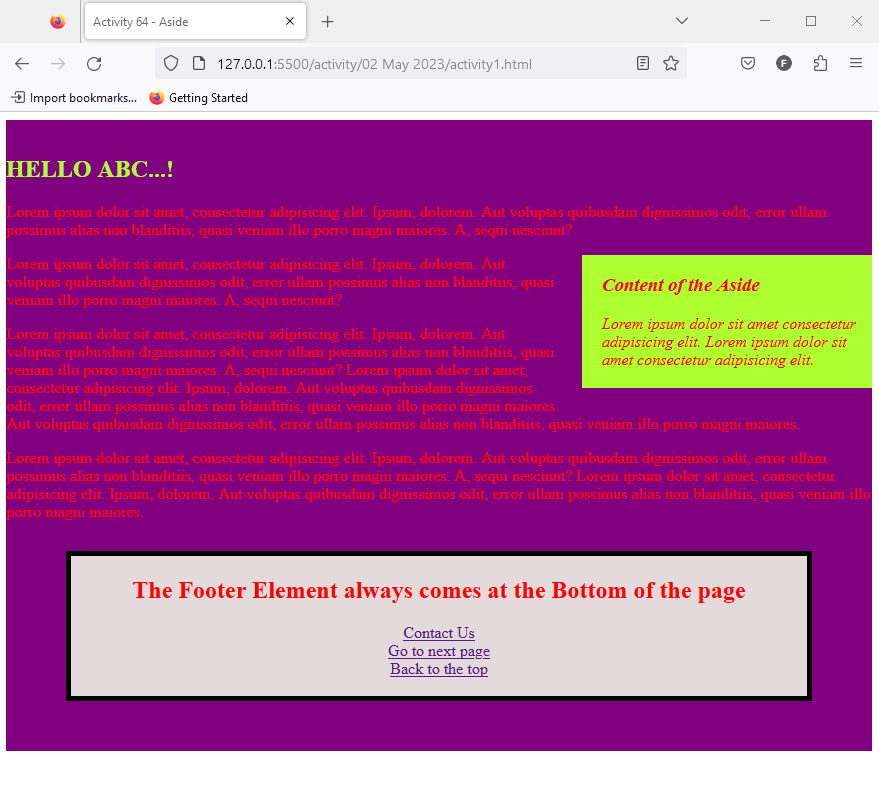 Activity 64 - Aside
127.0.0.1:5500/activity/02 May 2023/activity1.html
F
Import bookmarks...
Getting Started
HELLO ABC...!
Lorem ipsum dolor sit amet, consectetur adipisicing elit. Ipsum, dolorem. Aut voluptas quibusdam dignissimos odit, error ullam
possimus alias non blanditiis, quasi veniam illo porro magni maiores. A, sequi nesciunt?
Lorem ipsum dolor sit amet, consectetur adipisicing elit. Ipsum, dolorem. Aut
voluptas quibusdam dignissimos odit, error ullam possimus alias non blanditiis, quasi
veniam illo porro magni maiores. A, sequi nesciunt?
Content of the Aside
Lorem ipsum dolor sit amet consectetur
adipisicing elit. Lorem ipsum dolor sit
amet consectetur adipisicing elit.
Lorem ipsum dolor sit amet, consectetur adipisicing elit. Ipsum, dolorem. Aut
voluptas quibusdam dignissimos odit, error ullam possimus alias non blanditiis, quasi
veniam illo porro magni maiores. A, sequi nesciunt? Lorem ipsum dolor sit amet,
consectetur adipisicing elit. Ipsum, dolorem. Aut voluptas quibusdam dignissimos
odit, error ullam possimus alias non blanditiis, quasi veniam illo porro magni maiores.
Aut voluptas quibusdam dignissimos odit, error ullam possimus alias non blanditiis, quasi veniam illo porro magni maiores.
Lorem ipsum dolor sit amet, consectetur adipisicing elit. Ipsum, dolorem. Aut voluptas quibusdam dignissimos odit, error ullam
possimus alias non blanditiis, quasi veniam illo porro magni maiores. A, sequi nesciunt? Lorem ipsum dolor sit amet, consectetur
adipisicing elit. Ipsum, dolorem. Aut voluptas quibusdam dignissimos odit, error ullam possimus alias non blanditiis, quasi veniam illo
porro magni maiores.
The Footer Element always comes at the Bottom of the page
Contact Us
Go to next page
Back to the top